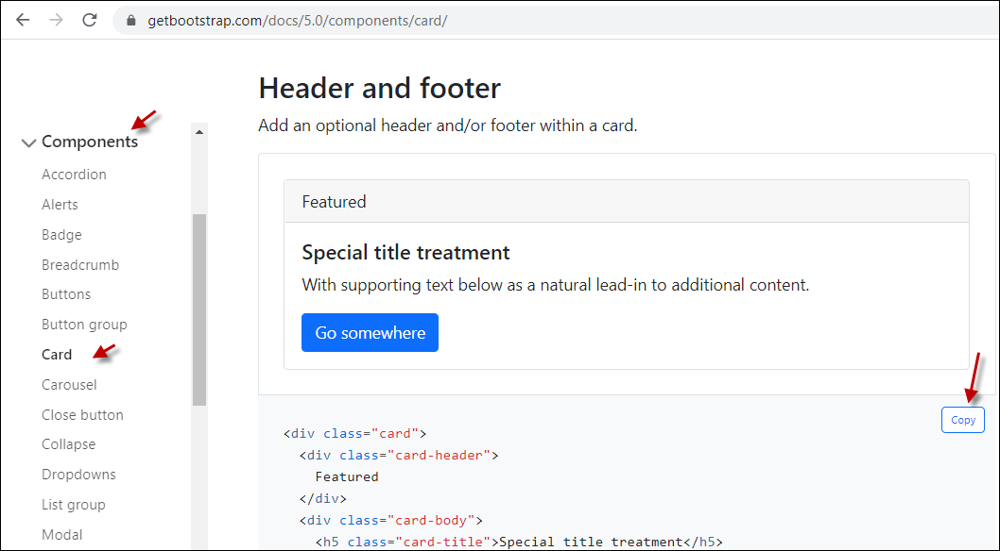 getbootstrap.com/docs/5.0/components/card/
Components
Accordion
Alerts
Badge
Breadcrumb
Buttons
Button group
Card
Carousel
Close button
Collapse
Dropdowns
List group
Modal
Header and footer
Add an optional header and/or footer within a card.
Featured
Special title treatment
With supporting text below as a natural lead-in to additional content.
Go somewhere
Copy
<div class="card">
  <div class="card-header">
    Featured
  </div>
  <div class="card-body">
    <h5 class="card-title">Special title treatment</h5>